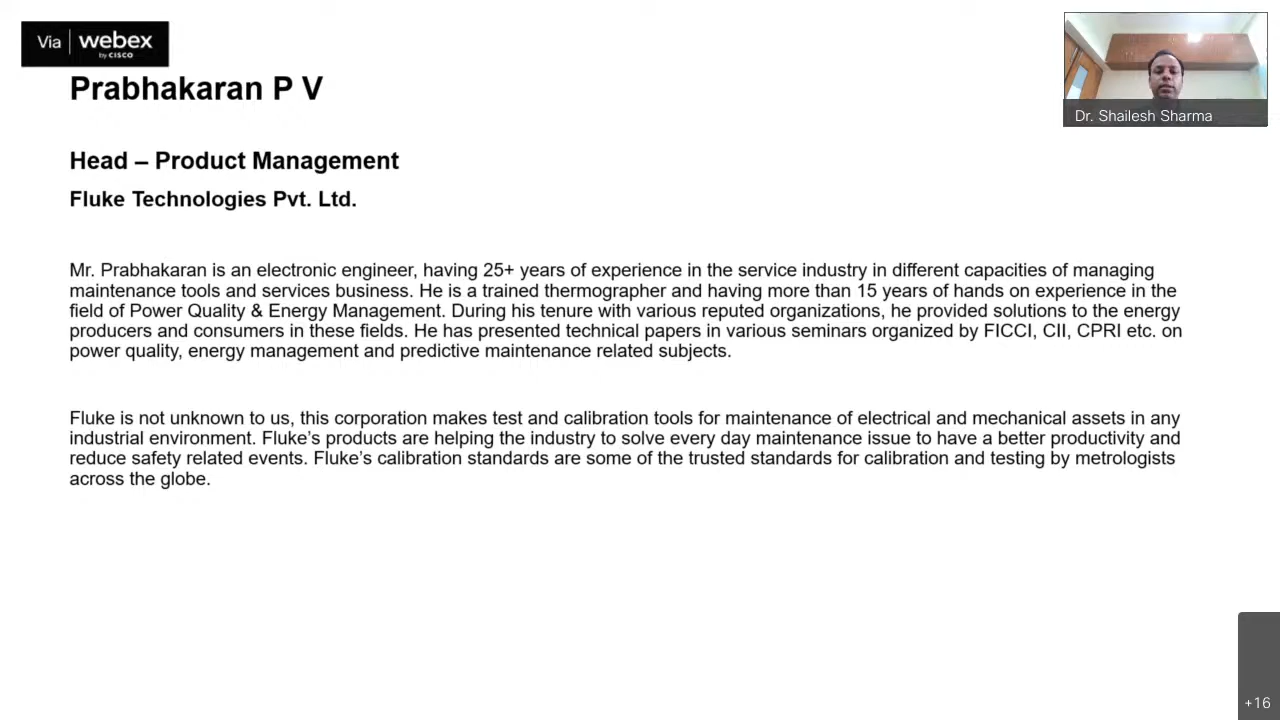 Via webex
by CISCO
Prabhakaran P V
Dr. Shailesh Sharma
Head – Product Management
Fluke Technologies Pvt. Ltd.
Mr. Prabhakaran is an electronic engineer, having 25+ years of experience in the service industry in different capacities of managing
maintenance tools and services business. He is a trained thermographer and having more than 15 years of hands on experience in the
field of Power Quality & Energy Management. During his tenure with various reputed organizations, he provided solutions to the energy
producers and consumers in these fields. He has presented technical papers in various seminars organized by FICCI, CII, CPRI etc. on
power quality, energy management and predictive maintenance related subjects.
Fluke is not unknown to us, this corporation makes test and calibration tools for maintenance of electrical and mechanical assets in any
industrial environment. Fluke’s products are helping the industry to solve every day maintenance issue to have a better productivity and
reduce safety related events. Fluke’s calibration standards are some of the trusted standards for calibration and testing by metrologists
across the globe.
+16